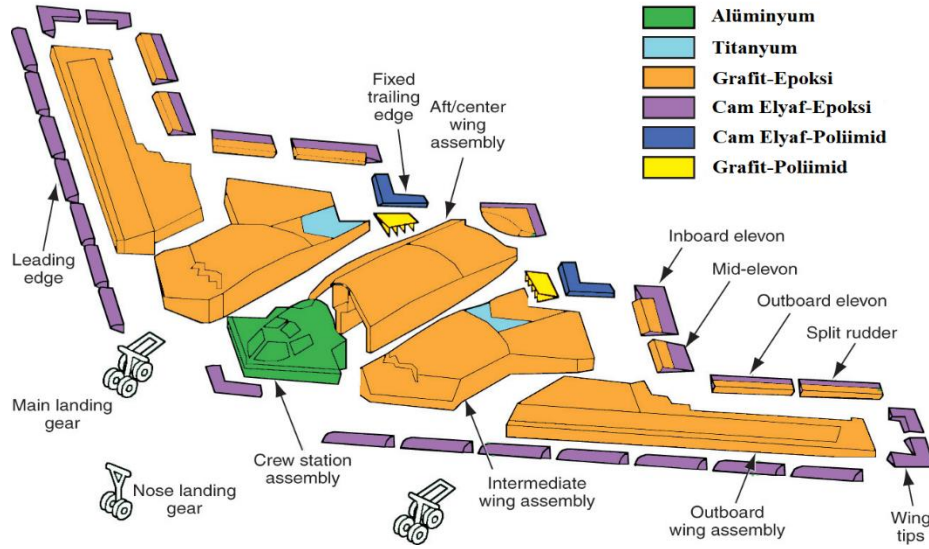 Alüminyum
Titanyum
Grafit-Epoksi
Cam Elyaf-Epoksi
Cam Elyaf-Poliimid
Grafit-Poliimid
Fixed
trailing
edge
Aft/center
wing
assembly
Leading
edge
Inboard elevon
Mid-elevon
Outboard elevon
Split rudder
Main landing
gear
Crew station
assembly
Nose landing
gear
Intermediate
wing assembly
Outboard
wing assembly
Wing
tips